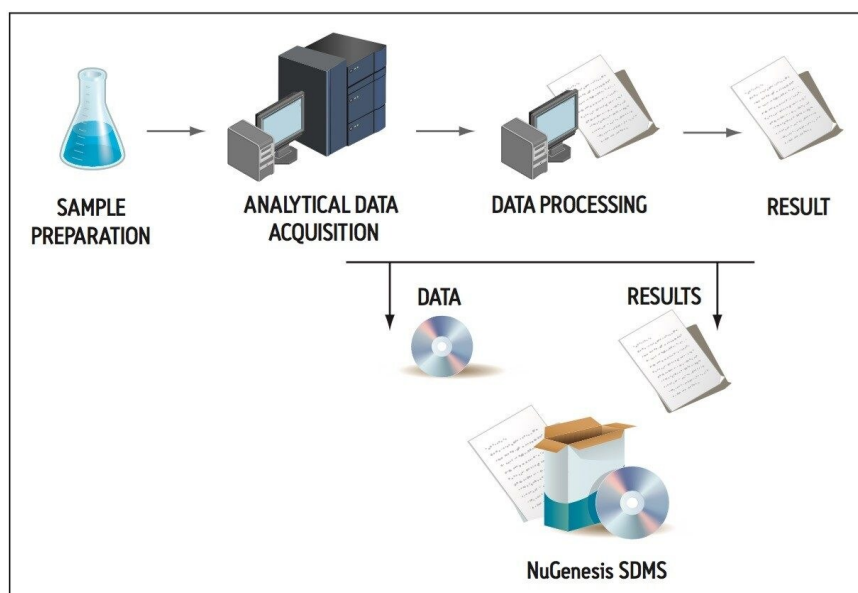 SAMPLE
PREPARATION
ANALYTICAL DATA
ACQUISITION
DATA PROCESSING
RESULT
DATA
RESULTS
NuGenesis SDMS